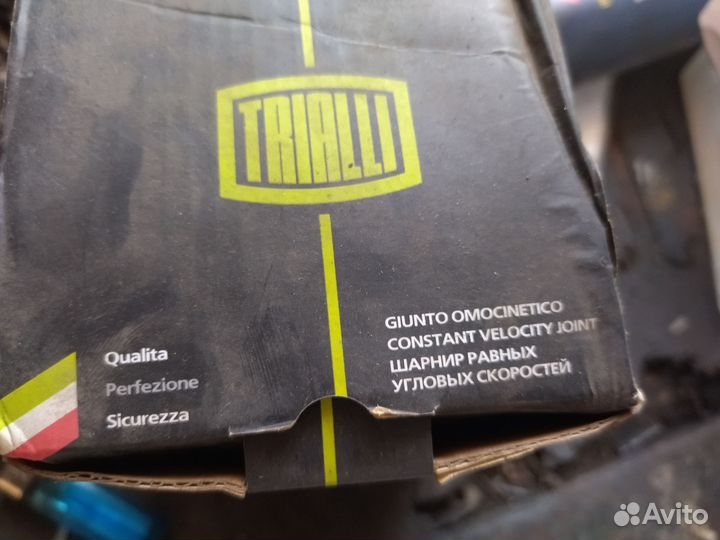 TRIALLI
GIUNTO OMOCINETICO
CONSTANT VELOCITY JOINT
ШАРНИР РАВНЫХ
УГЛОВЫХ СКОРОСТЕЙ
Qualita
Perfezione
Sicurezza
Avito